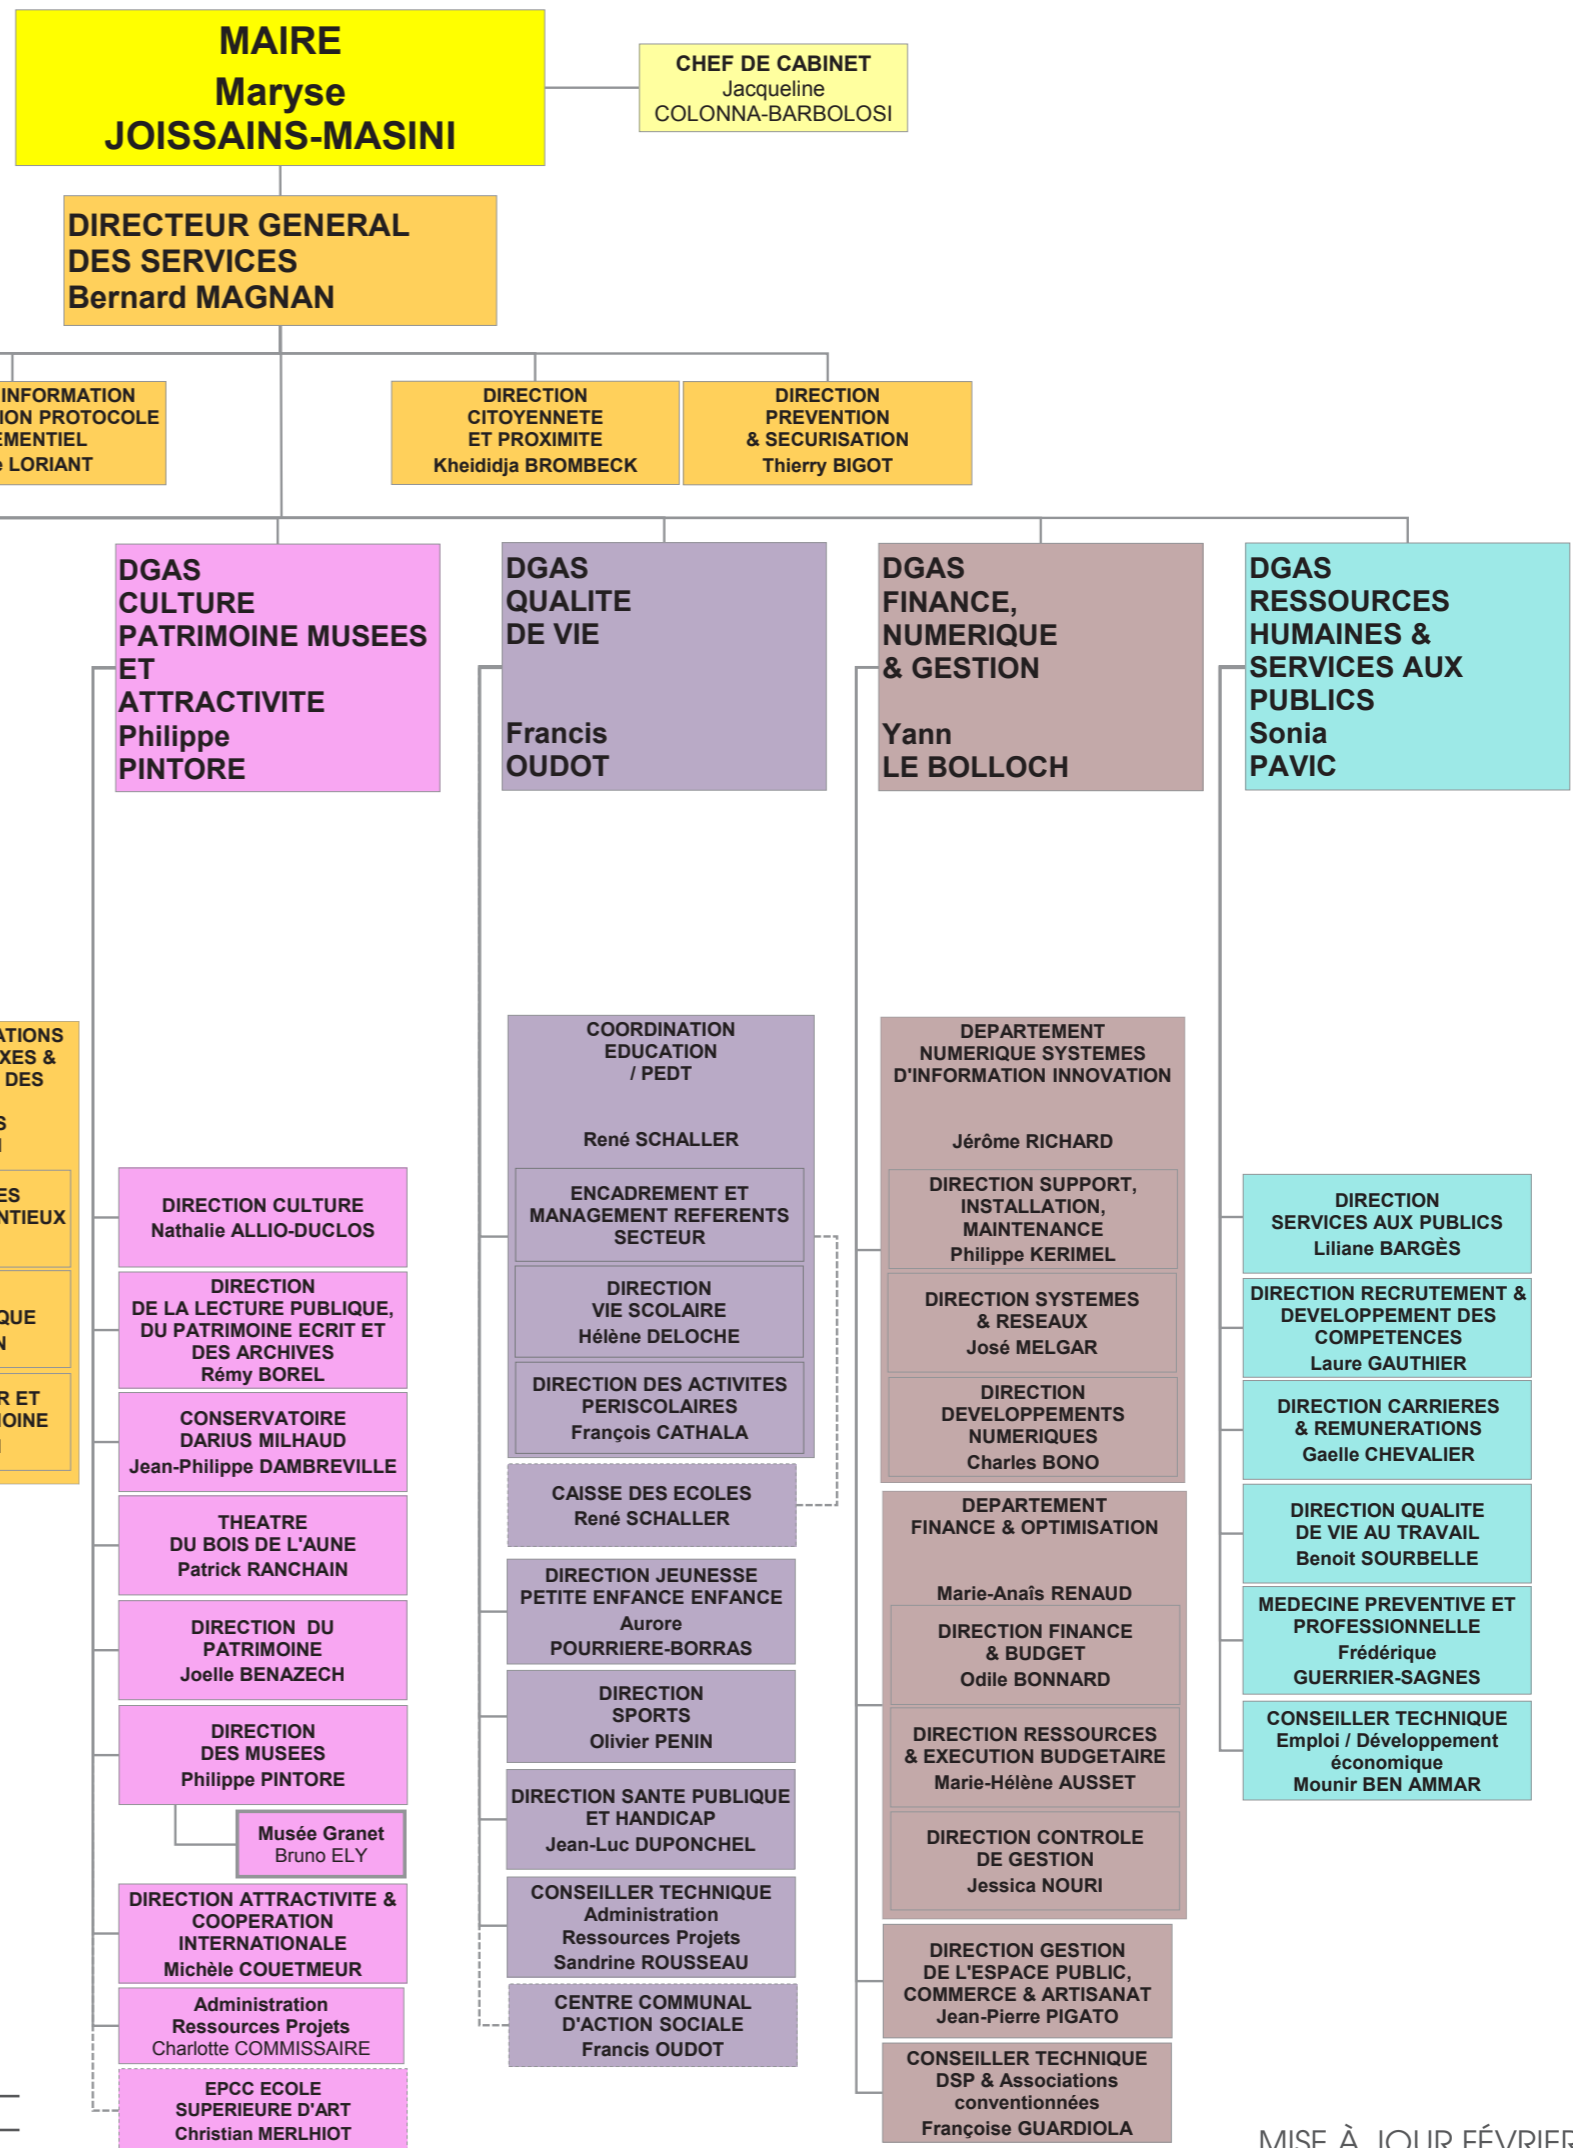 MAIRE
Maryse
JOISSAINS-MASINI
CHEF DE CABINET
Jacqueline
COLONNA-BARBOLOSI
DIRECTEUR GENERAL
DES SERVICES
Bernard MAGNAN
INFORMATION
ION PROTOCOLE
EMENTIEL
e LORIANT
DIRECTION
CITOYENNETE
ET PROXIMITE
Kheididja BROMBECK
DIRECTION
PREVENTION
& SECURISATION
Thierry BIGOT
DGAS
CULTURE
PATRIMOINE MUSEES
ET
ATTRACTIVITE
Philippe
PINTORE
DGAS
QUALITE
DE VIE
Francis
OUDOT
DGAS
FINANCE,
NUMERIQUE
& GESTION
Yann
LE BOLLOCH
DGAS
RESSOURCES
HUMAINES &
SERVICES AUX
PUBLICS
Sonia
PAVIC
ATIONS
XES &
DES
S
ES
NTIEUX
QUE
N
R ET
MOINE
DIRECTION CULTURE
Nathalie ALLIO-DUCLOS
DIRECTION
DE LA LECTURE PUBLIQUE,
DU PATRIMOINE ECRIT ET
DES ARCHIVES
Rémy BOREL
CONSERVATOIRE
DARIUS MILHAUD
Jean-Philippe DAMBREVILLE
THEATRE
DU BOIS DE L'AUNE
Patrick RANCHAIN
DIRECTION DU
PATRIMOINE
Joelle BENAZECH
DIRECTION
DES MUSEES
Philippe PINTORE
Musée Granet
Bruno ELY
DIRECTION ATTRACTIVITE &
COOPERATION
INTERNATIONALE
Michèle COUETMEUR
Administration
Ressources Projets
Charlotte COMMISSAIRE
EPCC ECOLE
SUPERIEURE D'ART
Christian MERLHIOT
COORDINATION
EDUCATION
/ PEDT
René SCHALLER
ENCADREMENT ET
MANAGEMENT REFERENTS
SECTEUR
DIRECTION
VIE SCOLAIRE
Hélène DELOCHE
DIRECTION DES ACTIVITES
PERISCOLAIRES
François CATHALA
CAISSE DES ECOLES
René SCHALLER
DIRECTION JEUNESSE
PETITE ENFANCE ENFANCE
Aurore
POURRIERE-BORRAS
DIRECTION
SPORTS
Olivier PENIN
DIRECTION SANTE PUBLIQUE
ET HANDICAP
Jean-Luc DUPONCHEL
CONSEILLER TECHNIQUE
Administration
Ressources Projets
Sandrine ROUSSEAU
CENTRE COMMUNAL
D'ACTION SOCIALE
Francis OUDOT
DEPARTEMENT
NUMERIQUE SYSTEMES
D'INFORMATION INNOVATION
Jérôme RICHARD
DIRECTION SUPPORT,
INSTALLATION,
MAINTENANCE
Philippe KERIMEL
DIRECTION SYSTEMES
& RESEAUX
José MELGAR
DIRECTION
DEVELOPPEMENTS
NUMERIQUES
Charles BONO
DEPARTEMENT
FINANCE & OPTIMISATION
Marie-Anaîs RENAUD
DIRECTION FINANCE
& BUDGET
Odile BONNARD
DIRECTION RESSOURCES
& EXECUTION BUDGETAIRE
Marie-Hélène AUSSET
DIRECTION CONTROLE
DE GESTION
Jessica NOURI
DIRECTION GESTION
DE L'ESPACE PUBLIC,
COMMERCE & ARTISANAT
Jean-Pierre PIGATO
CONSEILLER TECHNIQUE
DSP & Associations
conventionnées
Françoise GUARDIOLA
DIRECTION
SERVICES AUX PUBLICS
Liliane BARGÈS
DIRECTION RECRUTEMENT &
DEVELOPPEMENT DES
COMPETENCES
Laure GAUTHIER
DIRECTION CARRIERES
& REMUNERATIONS
Gaelle CHEVALIER
DIRECTION QUALITE
DE VIE AU TRAVAIL
Benoit SOURBELLE
MEDECINE PREVENTIVE ET
PROFESSIONNELLE
Frédérique
GUERRIER-SAGNES
CONSEILLER TECHNIQUE
Emploi / Développement
économique
Mounir BEN AMMAR
MISE À JOUR FÉVRIER